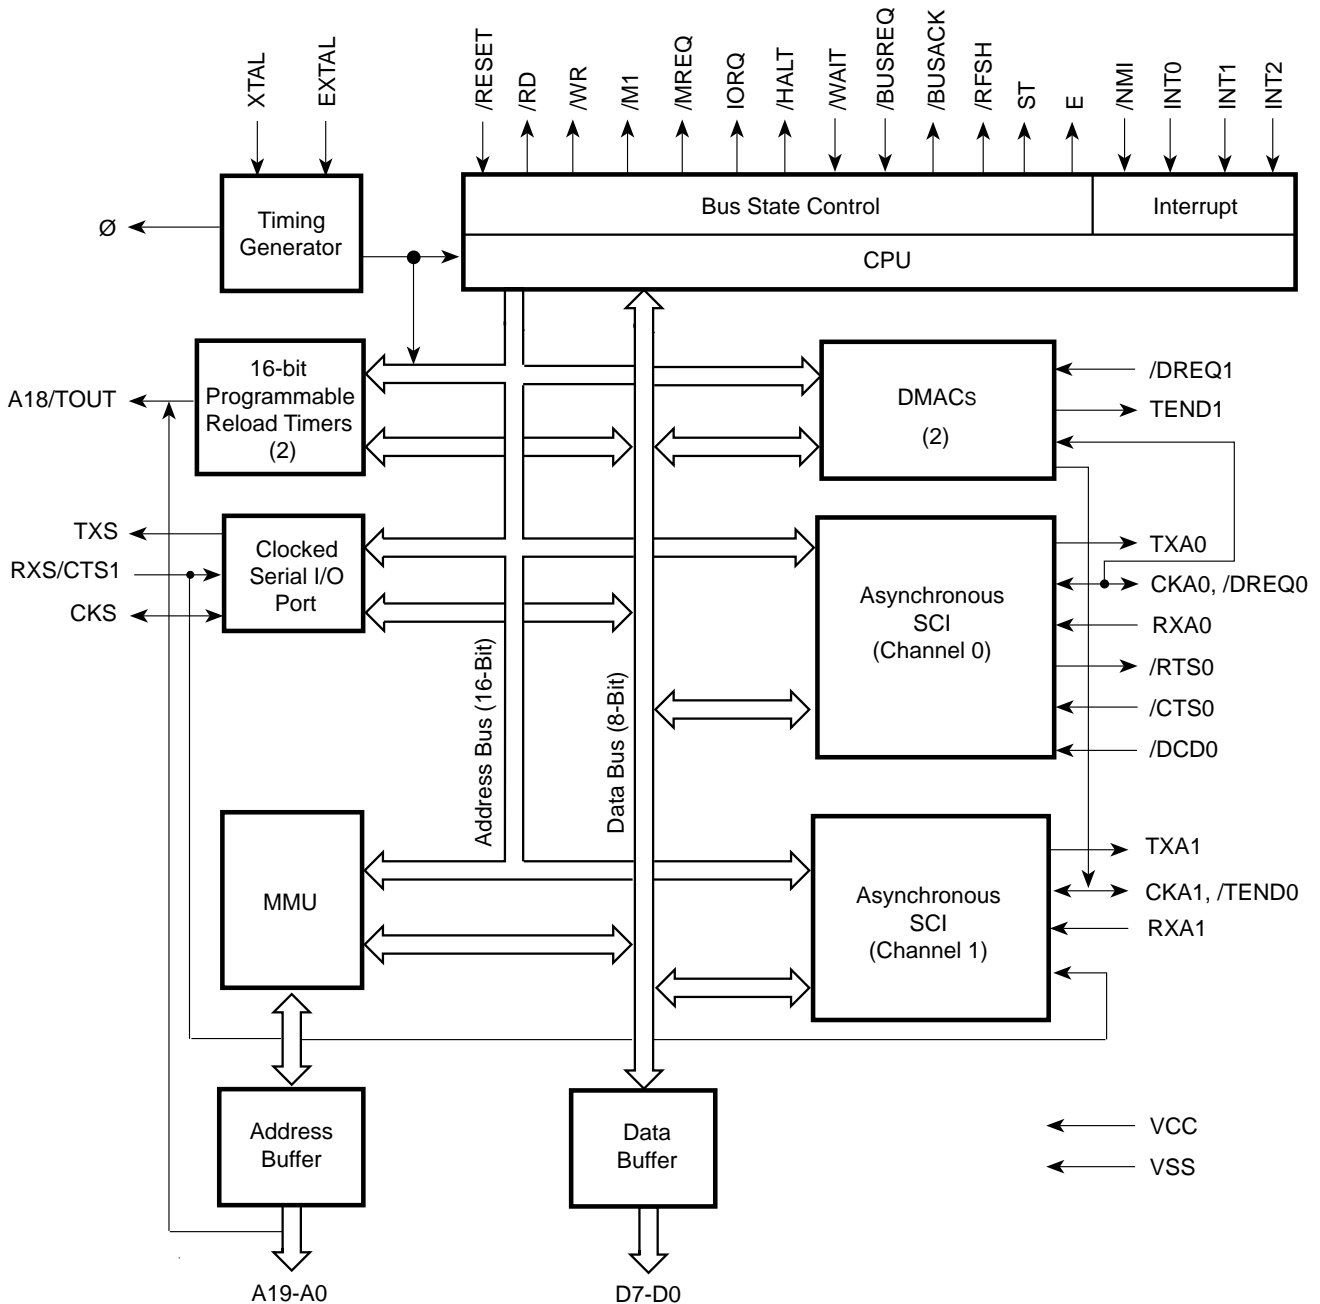 XTAL
EXTAL
/RESET
/RD
/WR
/M1
/MREQ
IORQ
/HALT
/WAIT
/BUSREQ
/BUSACK
/RFSH
ST
E
/NMI
INT0
INT1
INT2
Ø
Timing
Generator
Bus State Control
Interrupt
CPU
A18/TOUT
16-bit
Programmable
Reload Timers
(2)
DMACs
(2)
/DREQ1
TEND1
TXS
RXS/CTS1
CKS
Clocked
Serial I/O
Port
Asynchronous
SCI
(Channel 0)
TXA0
CKA0, /DREQ0
RXA0
/RTS0
/CTS0
/DCD0
Address Bus (16-Bit)
Data Bus (8-Bit)
MMU
Asynchronous
SCI
(Channel 1)
TXA1
CKA1, /TEND0
RXA1
Address
Buffer
Data
Buffer
VCC
VSS
A19-A0
D7-D0